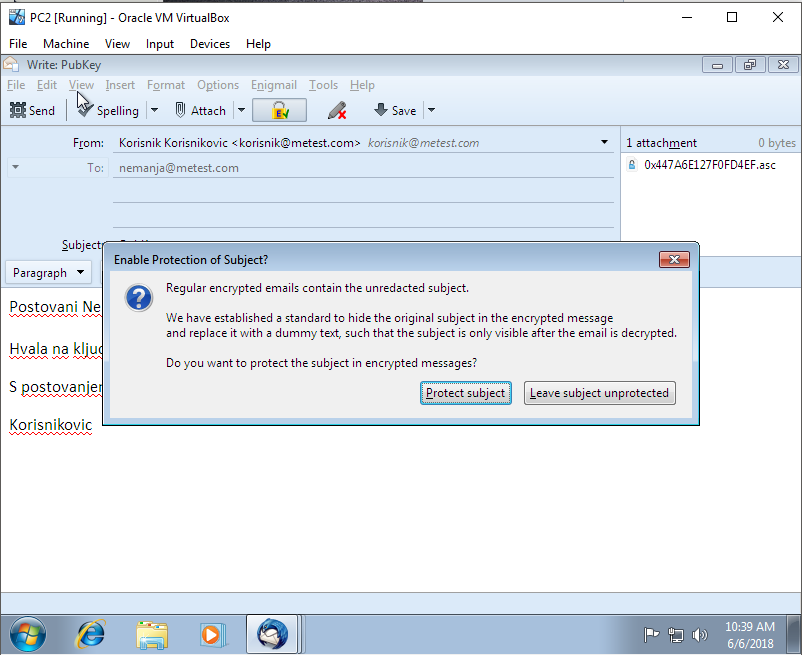 PC2 [Running] - Oracle VM VirtualBox
File Machine View Input Devices Help
Write: PubKey
File Edit View Insert Format Options Enigmail Tools Help
Send Spelling Attach Save
From: Korisnik Korisnikovic <korisnik@metest.com> korisnik@metest.com
1 attachment 0 bytes
To: nemanja@metest.com
0x447A6E127F0FD4EF.asc
Subject:
Paragraph
Enable Protection of Subject?
Regular encrypted emails contain the unredacted subject.
We have established a standard to hide the original subject in the encrypted message
and replace it with a dummy text, such that the subject is only visible after the email is decrypted.
Do you want to protect the subject in encrypted messages?
Protect subject Leave subject unprotected
Postovani Ne
Hvala na kljuc
S postovanjem
Korisnikovic
10:39 AM
6/6/2018